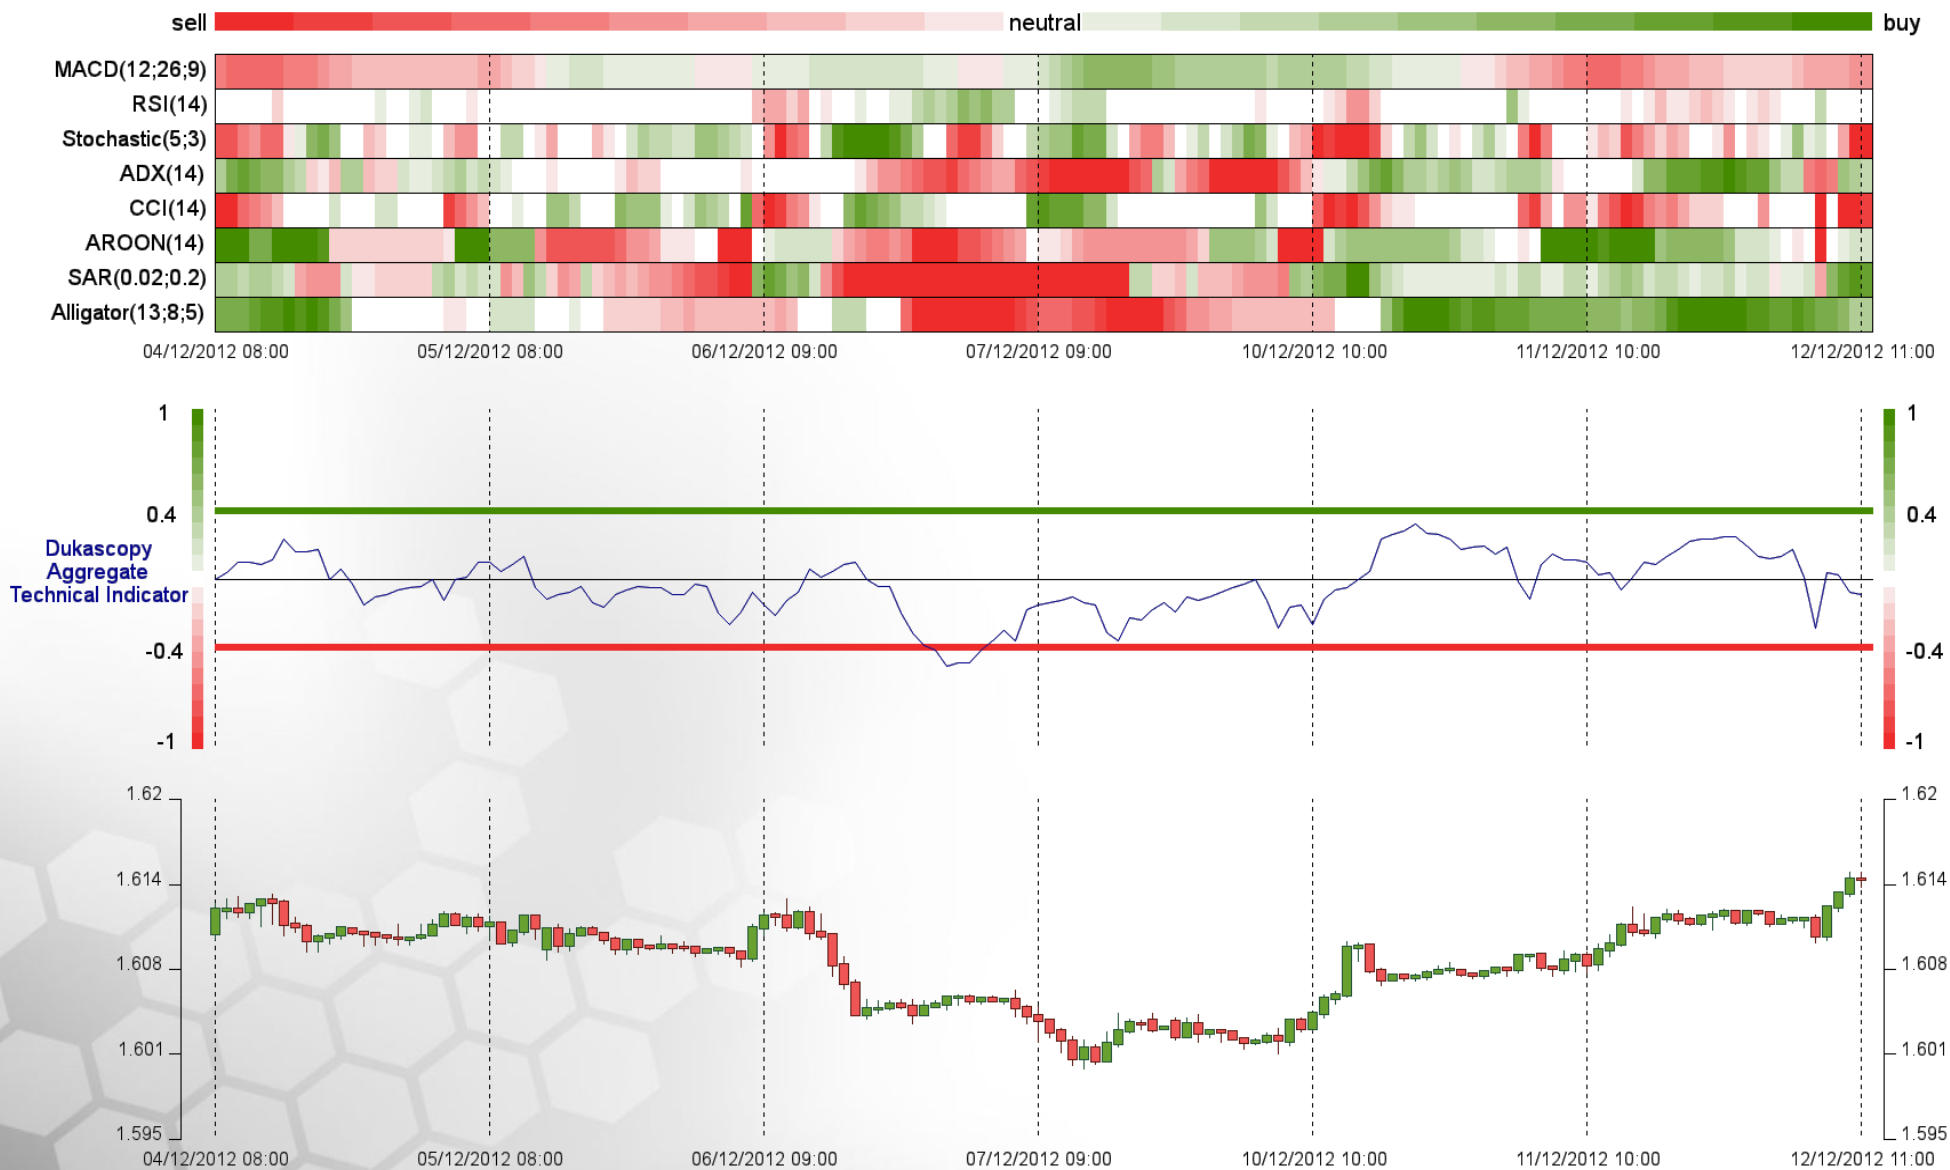 sell neutral buy
MACD(12;26;9)
RSI(14)
Stochastic(5;3)
ADX(14)
CCI(14)
AROON(14)
SAR(0.02;0.2)
Alligator(13;8;5)
04/12/2012 08:00 05/12/2012 08:00 06/12/2012 09:00 07/12/2012 09:00 10/12/2012 10:00 11/12/2012 10:00 12/12/2012 11:00
1 1
0.4 0.4
Dukascopy
Aggregate
Technical Indicator
-0.4 -0.4
-1 -1
1.62 1.62
1.614 1.614
1.608 1.608
1.601 1.601
1.595 1.595
04/12/2012 08:00 05/12/2012 08:00 06/12/2012 09:00 07/12/2012 09:00 10/12/2012 10:00 11/12/2012 10:00 12/12/2012 11:00